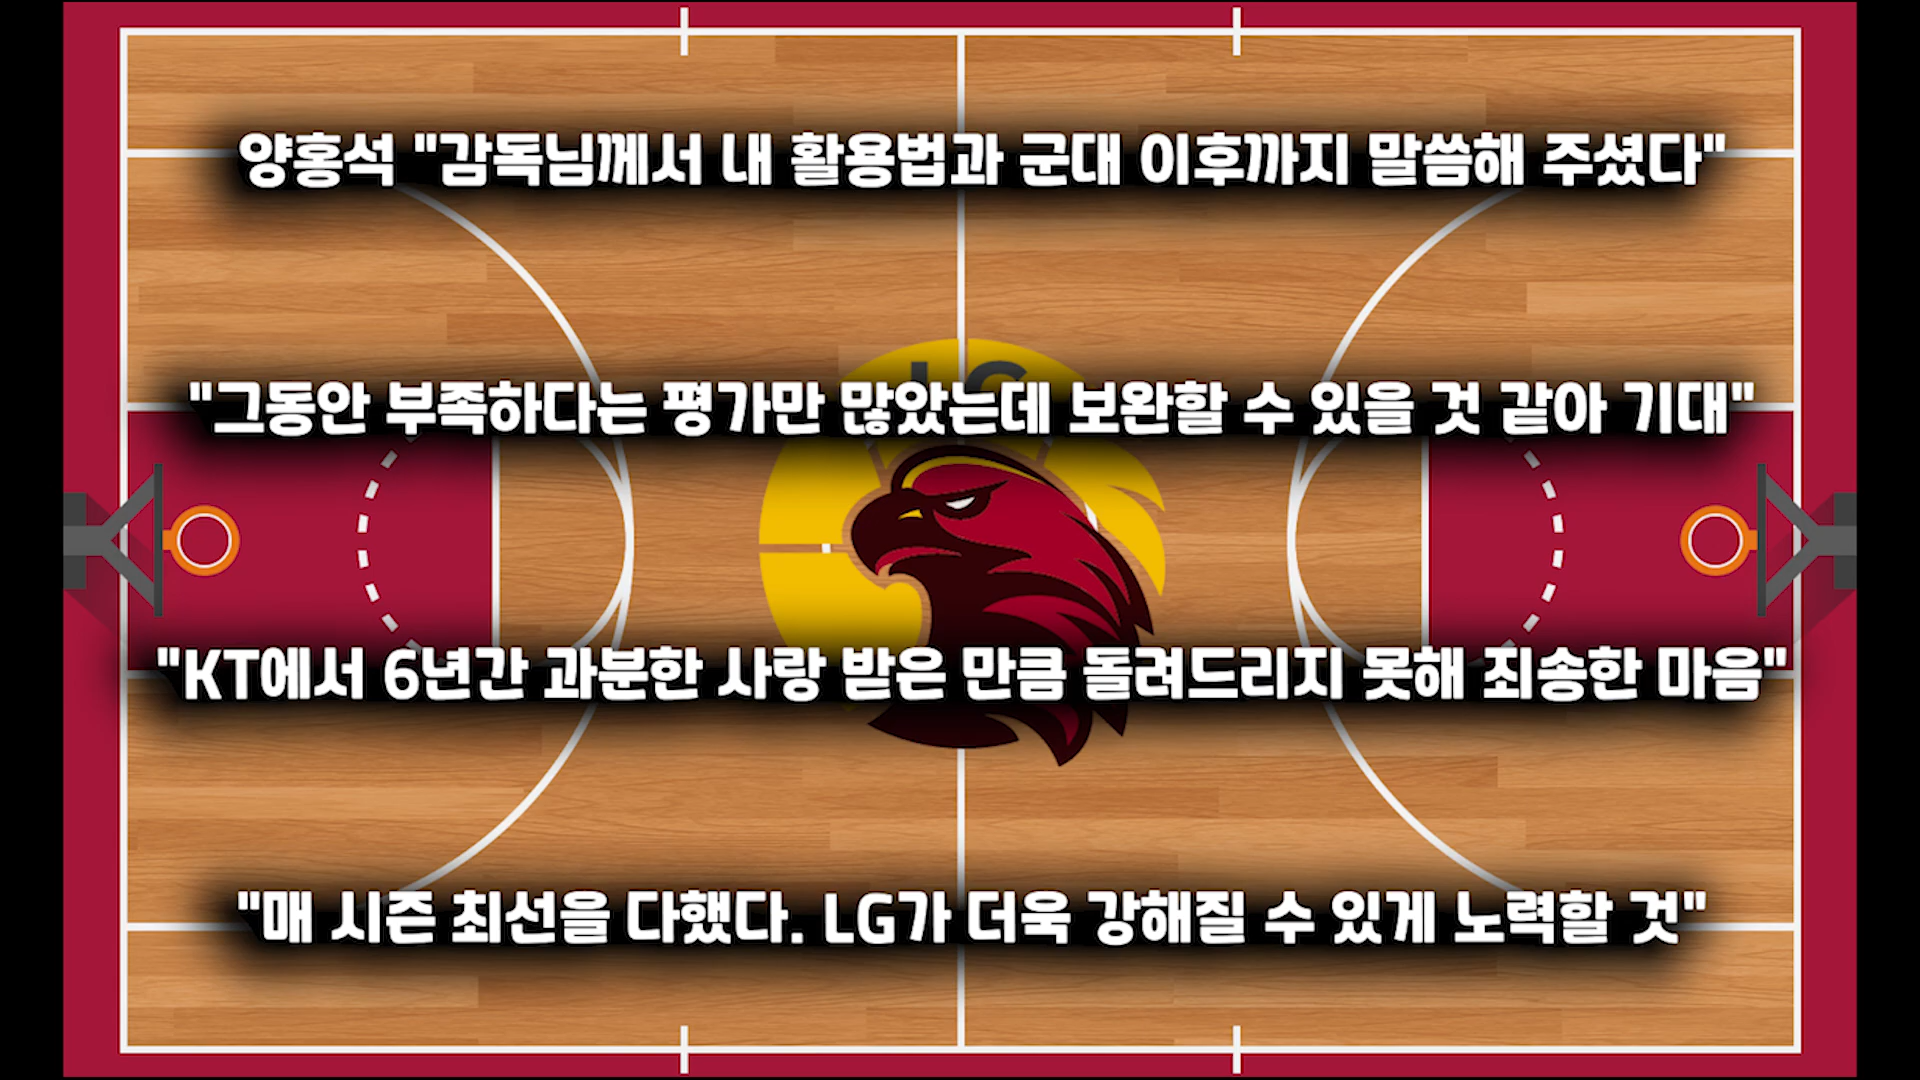 양홍석 "감독님께서 내 활용법과 군대 이후까지 말씀해 주셨다"
"그동안 부족하다는 평가만 많았는데 보완할 수 있을 것 같아 기대"
"KT에서 6년간 과분한 사랑 받은 만큼 돌려드리지 못해 죄송한 마음"
"매 시즌 최선을 다했다. LG가 더욱 강해질 수 있게 노력할 것"